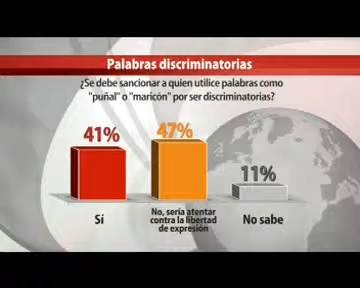 Palabras discriminatorias
¿Se debe sancionar a quien utilice palabras como
"puñal" o "maricón" por ser discriminatorias?
41%
47%
11%
Sí
No, sería atentar
contra la libertad
de expresión
No sabe